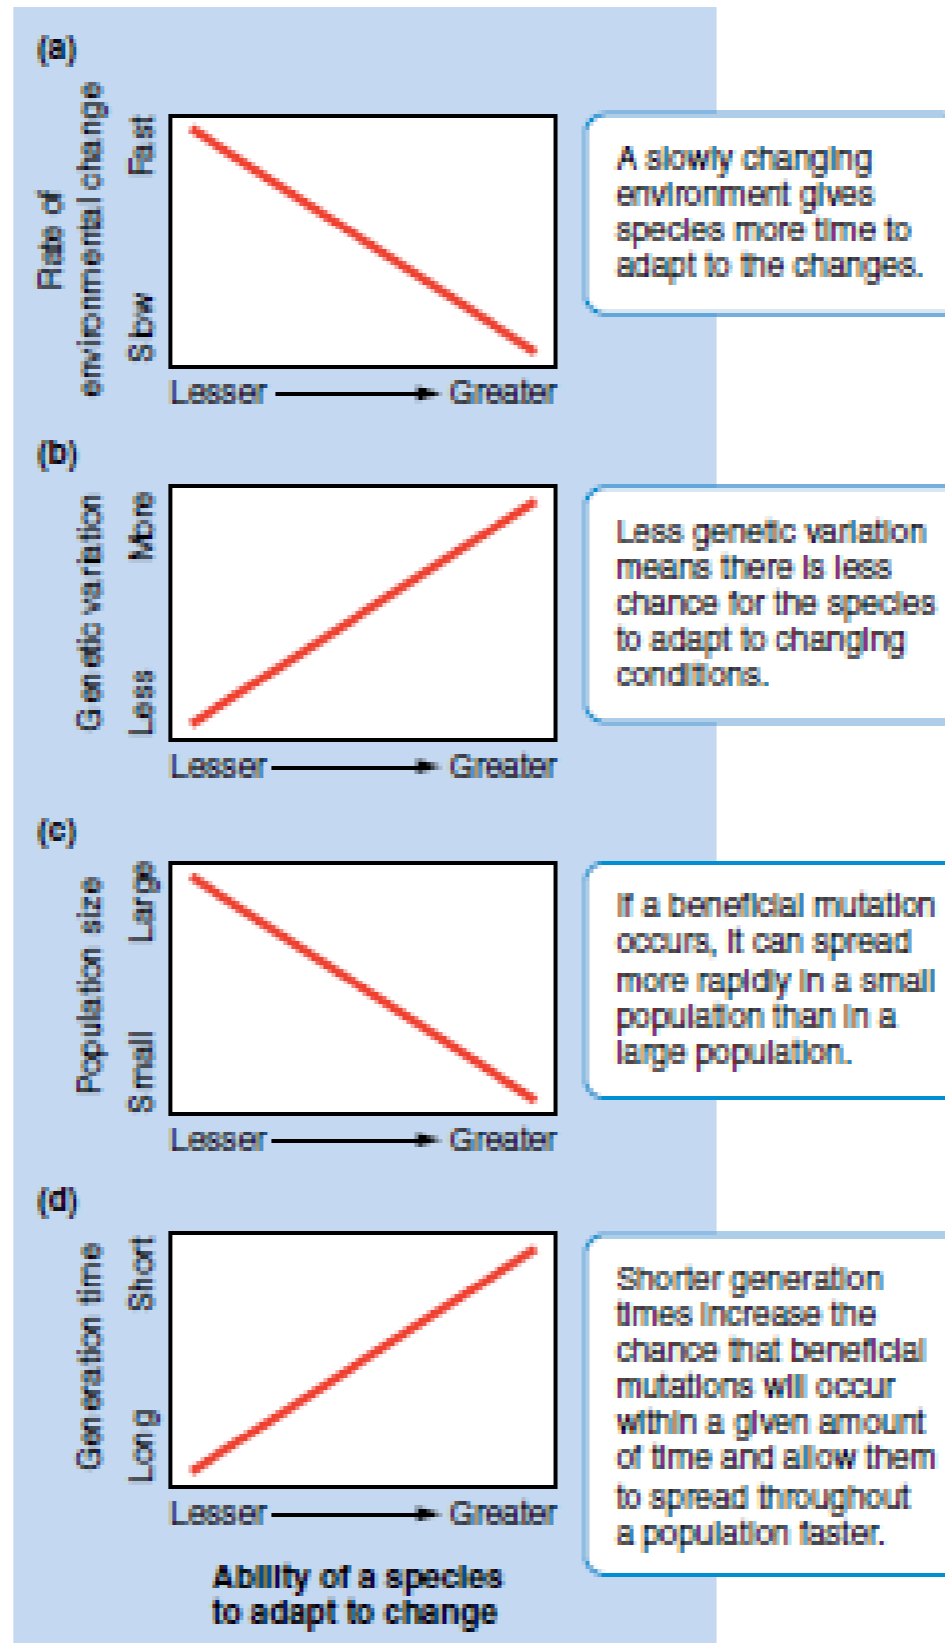 (a)
Rate of
environmental change
Fast
Slow
Lesser
Greater
A slowly changing
environment gives
species more time to
adapt to the changes.
(b)
Genetic variation
More
Less
Lesser
Greater
Less genetic variation
means there is less
chance for the species
to adapt to changing
conditions.
(c)
Population size
Large
Small
Lesser
Greater
If a beneficial mutation
occurs, it can spread
more rapidly in a small
population than in a
large population.
(d)
Generation time
Short
Long
Lesser
Greater
Shorter generation
times increase the
chance that beneficial
mutations will occur
within a given amount
of time and allow them
to spread throughout
a population faster.
Ability of a species
to adapt to change